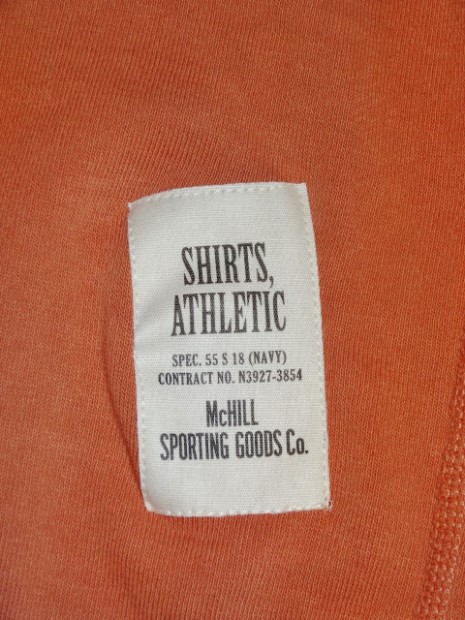 SHIRTS,
ATHLETIC
SPEC. 55 S 18 (NAVY)
CONTRACT NO. N3927-3854
McHILL
SPORTING GOODS Co.